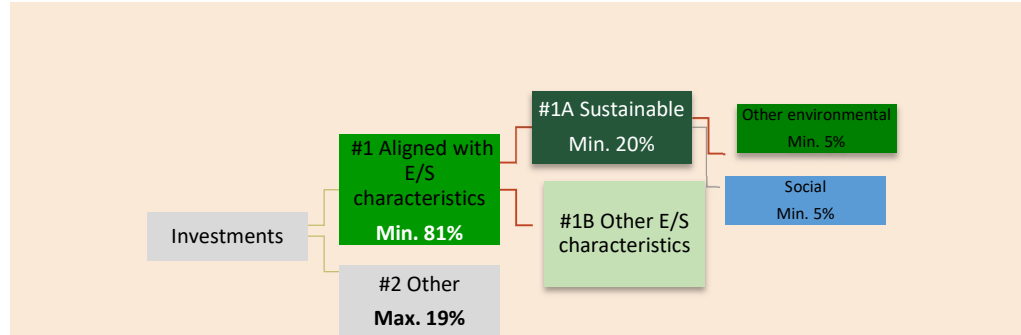 #1A Sustainable
Min. 20%
Other environmental
Min. 5%
#1 Aligned with
E/S
characteristics
Min. 81%
Social
Min. 5%
#1B Other E/S
characteristics
Investments
#2 Other
Max. 19%